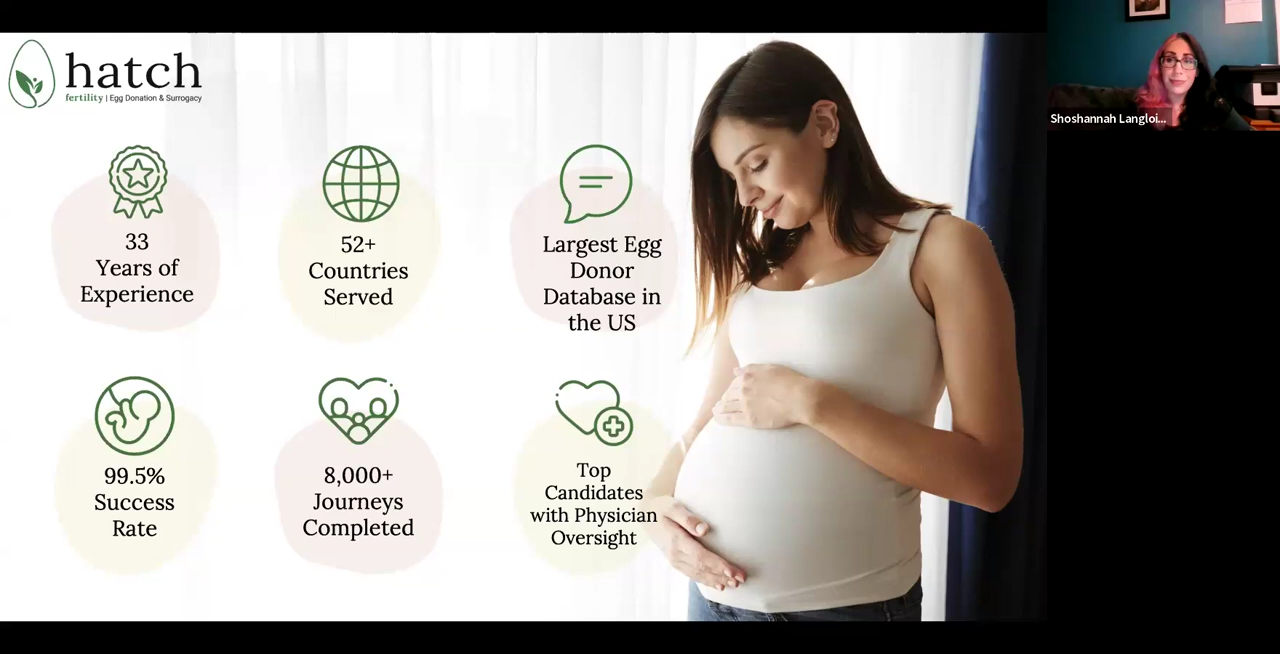 hatch
fertility | Egg Donation & Surrogacy
Shoshannah Langloi...
33
Years of
Experience
52+
Countries
Served
Largest Egg
Donor
Database in
the US
99.5%
Success
Rate
8,000+
Journeys
Completed
Top
Candidates
with Physician
Oversight